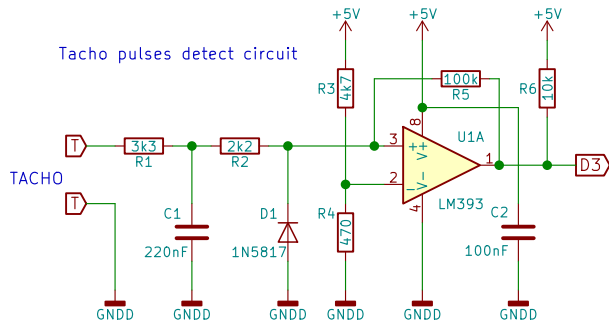 +5V
+5V
+5V
Tacho pulses detect circuit
R3
4k7
100k
R5
R6
10k
8
U1A
V+
T
3k3
R1
2k2
R2
3
+
1
D3
TACHO
T
2
−
V-
4
LM393
C1
220nF
D1
1N5817
R4
470
C2
100nF
GNDD
GNDD
GNDD
GNDD
GNDD
GNDD